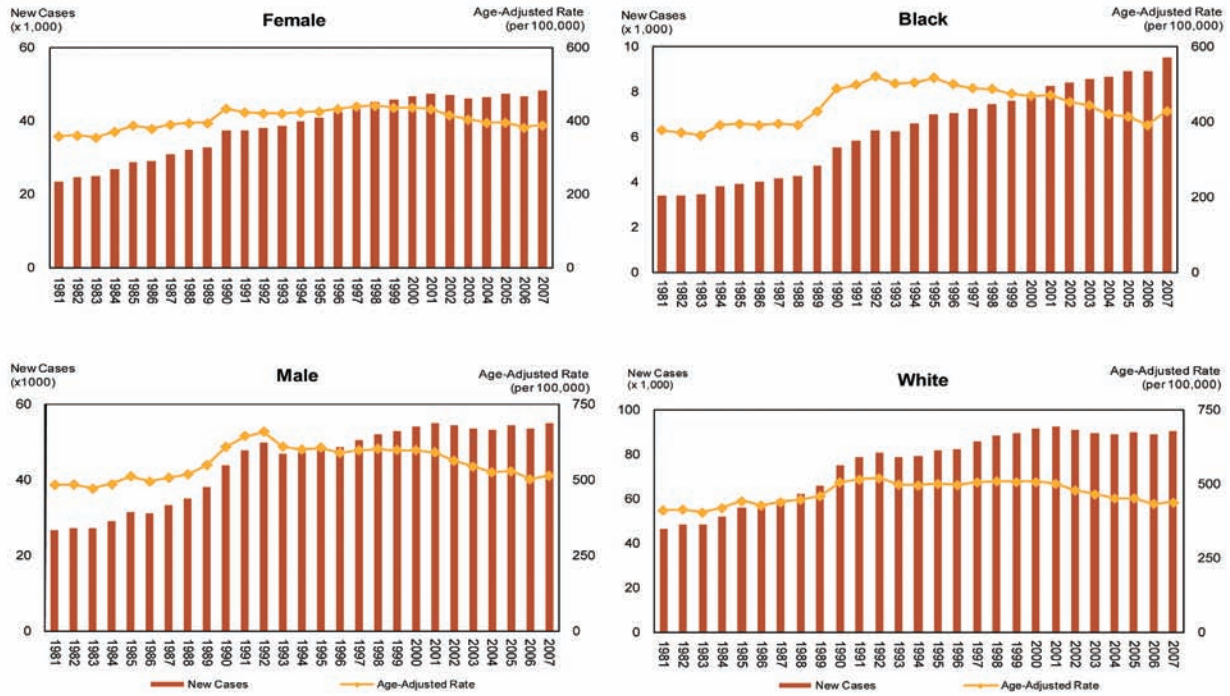 New Cases
(x 1,000)
Female
Age-Adjusted Rate
(per 100,000)
60
40
20
0
600
400
200
0
1981 1982 1983 1984 1985 1986 1987 1988 1989 1990 1991 1992 1993 1994 1995 1996 1997 1998 1999 2000 2001 2002 2003 2004 2005 2006 2007
New Cases
(x 1,000)
Black
Age-Adjusted Rate
(per 100,000)
10
8
6
4
2
0
600
400
200
0
1981 1982 1983 1984 1985 1986 1987 1988 1989 1990 1991 1992 1993 1994 1995 1996 1997 1998 1999 2000 2001 2002 2003 2004 2005 2006 2007
New Cases
(x1000)
Male
Age-Adjusted Rate
(per 100,000)
60
40
20
0
750
500
250
0
1981 1982 1983 1984 1985 1986 1987 1988 1989 1990 1991 1992 1993 1994 1995 1996 1997 1998 1999 2000 2001 2002 2003 2004 2005 2006 2007
New Cases
Age-Adjusted Rate
New Cases
(x 1,000)
White
Age-Adjusted Rate
(per 100,000)
100
80
60
40
20
0
750
500
250
0
1981 1982 1983 1984 1985 1986 1987 1988 1989 1990 1991 1992 1993 1994 1995 1996 1997 1998 1999 2000 2001 2002 2003 2004 2005 2006 2007
New Cases
Age-Adjusted Rate